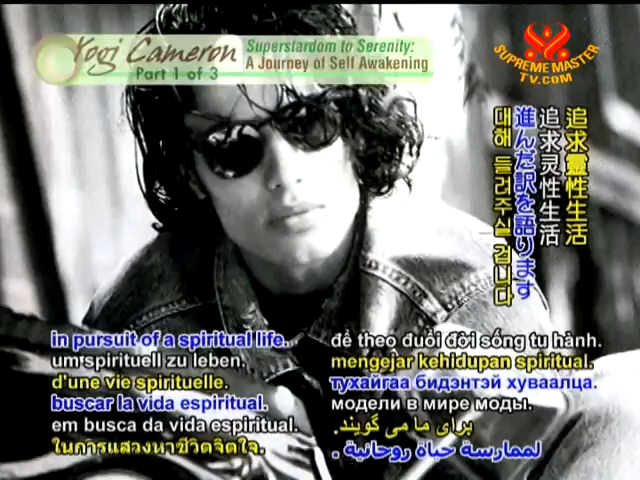 Yogi Cameron
Part 1 of 3
Superstardom to Serenity:
A Journey of Self Awakening
SUPREME MASTER
TV.COM
追求靈性生活
追求灵性生活
進んだ訳を語ります
대해 들려주실 겁니다
in pursuit of a spiritual life.
um spirituell zu leben.
d'une vie spirituelle.
buscar la vida espiritual.
em busca da vida espiritual.
ในการแสวงหาชีวิตจิตใจ.
để theo đuổi đời sống tu hành.
mengejar kehidupan spiritual.
тухайгаа бидэнтэй хуваалца.
модели в мире моды.
برای ما می گویند.
لممارسة حياة روحانية .